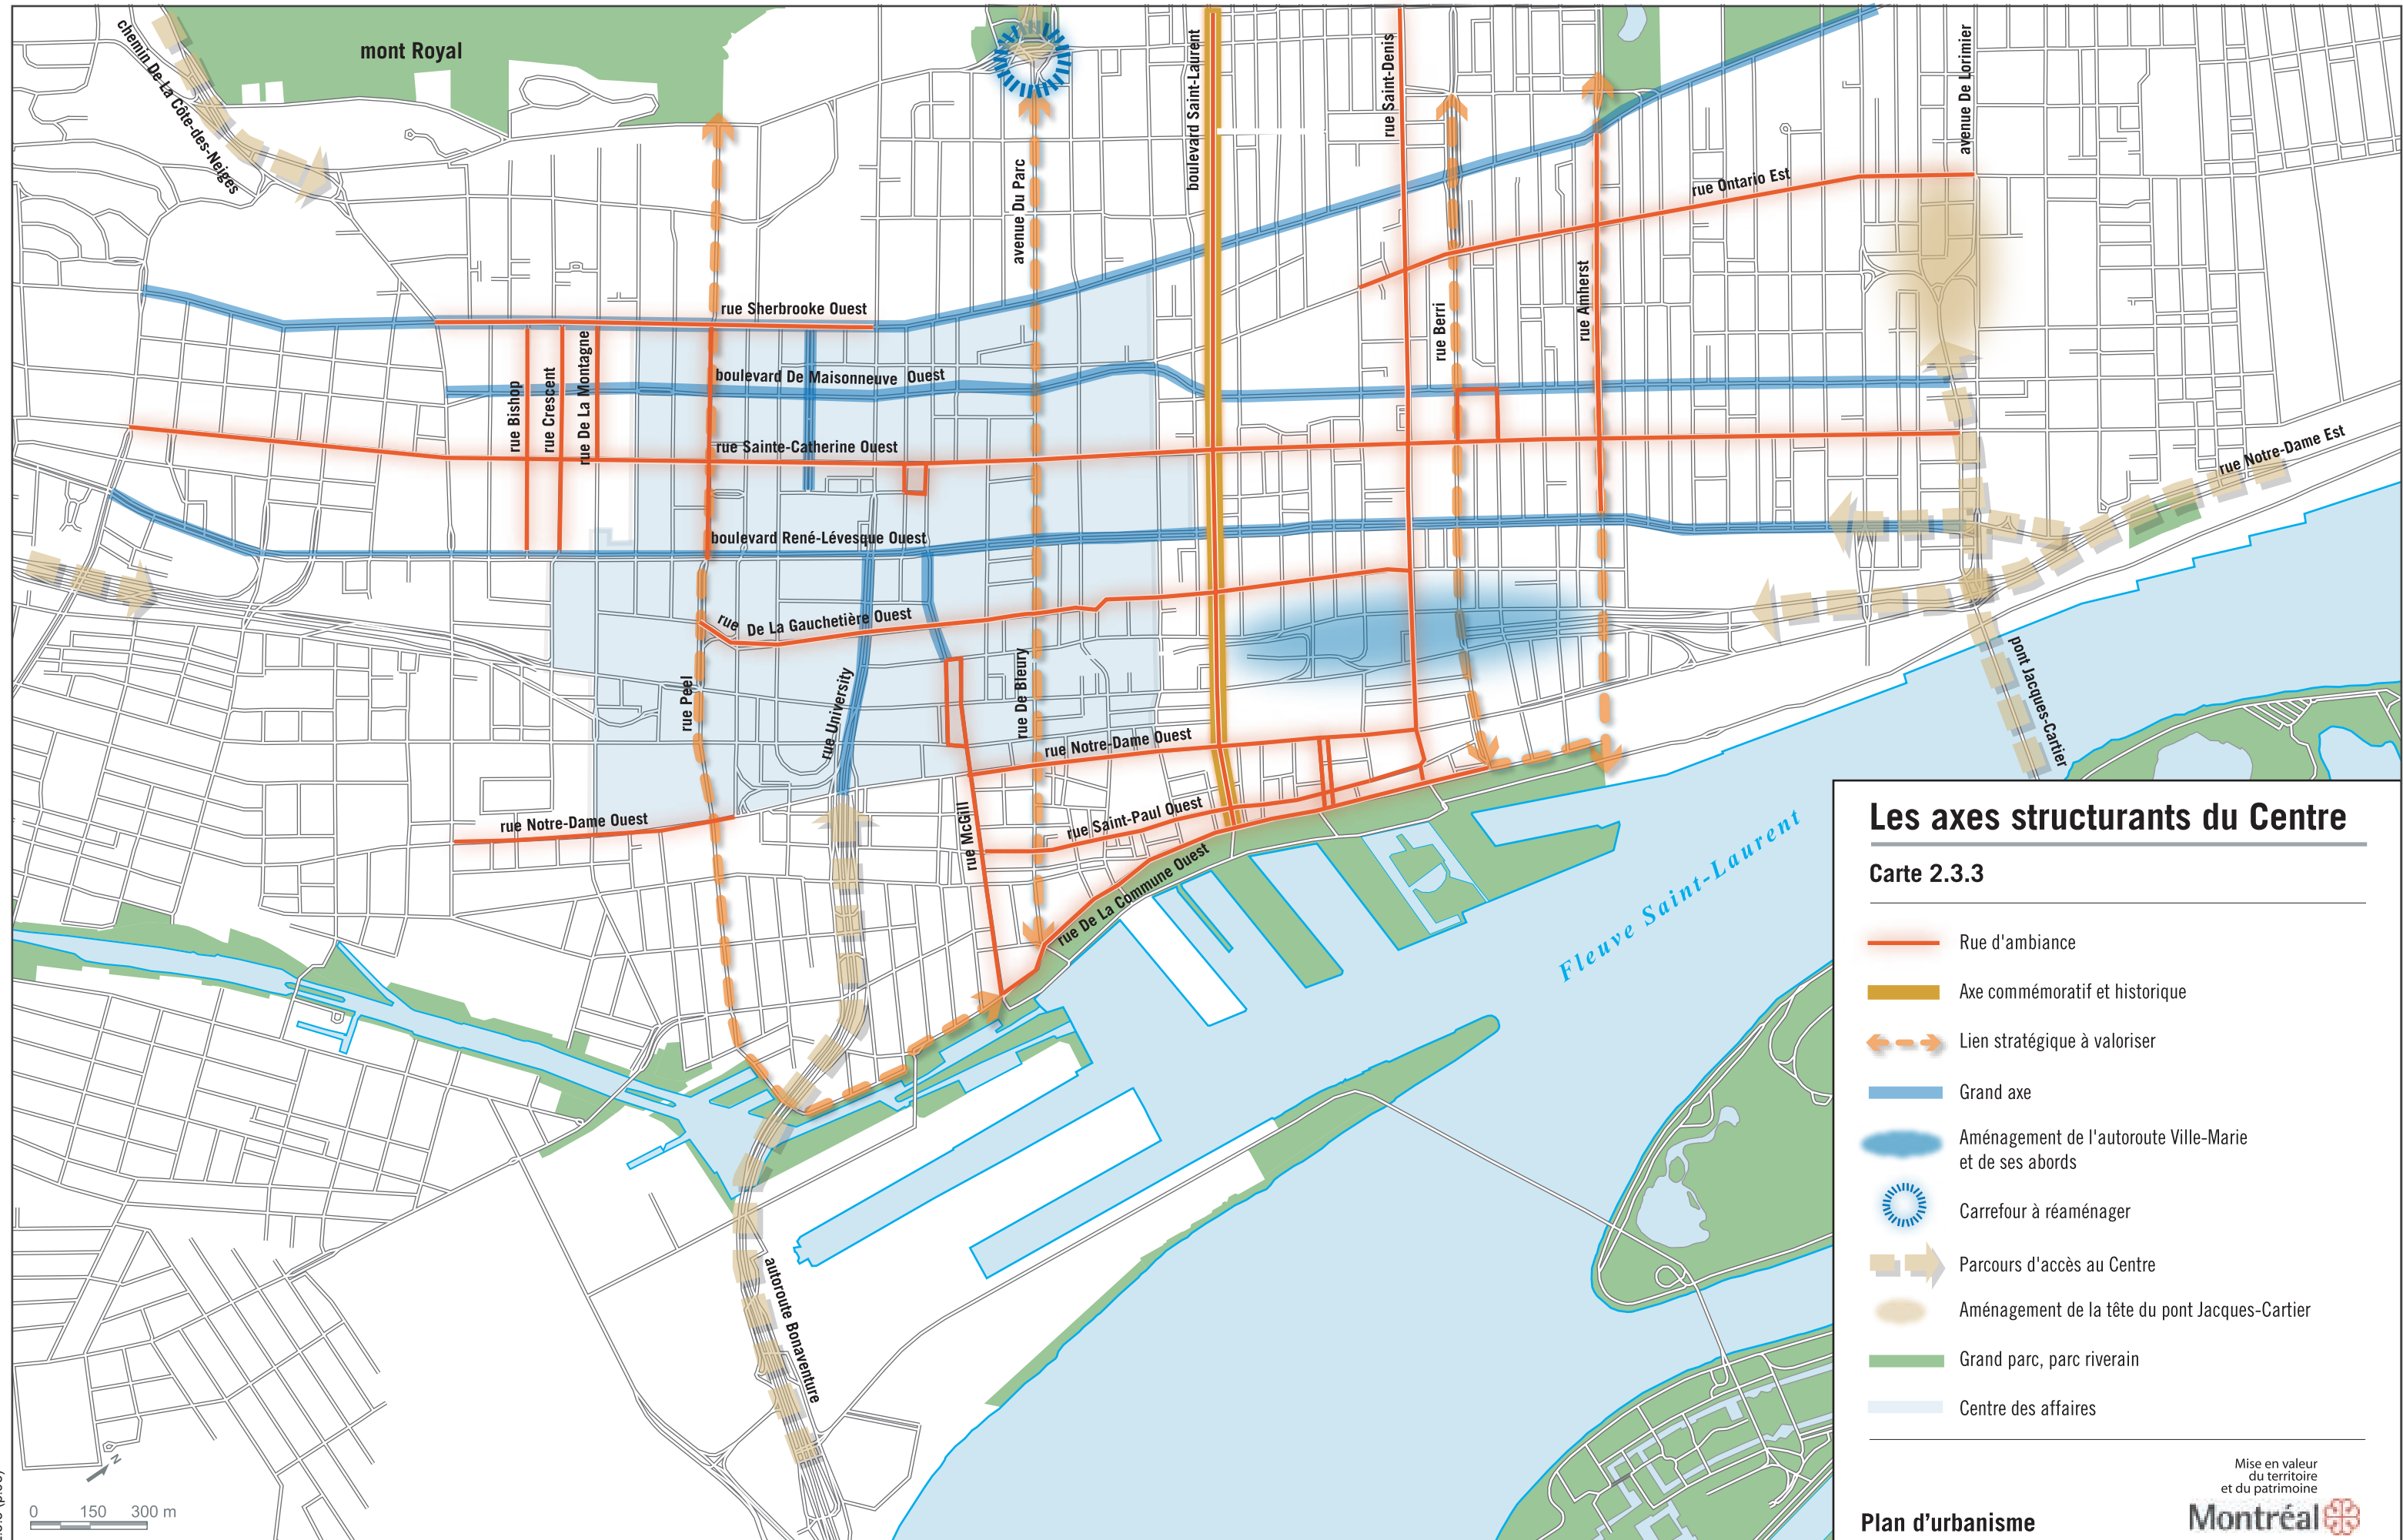 mont Royal
chemin De La Côte-des-Neiges
avenue Du Parc
boulevard Saint-Laurent
rue Saint-Denis
avenue De Lorimier
rue Ontario Est
rue Sherbrooke Ouest
rue Berri
rue Amherst
boulevard De Maisonneuve Ouest
rue Bishop
rue Crescent
rue De La Montagne
rue Sainte-Catherine Ouest
rue Notre-Dame Est
boulevard René-Lévesque Ouest
rue De La Gauchetière Ouest
rue Peel
rue University
rue De Bleury
rue Notre-Dame Ouest
pont Jacques-Cartier
rue Notre-Dame Ouest
rue McGill
rue Saint-Paul Ouest
rue De La Commune Ouest
Fleuve Saint-Laurent
autoroute Bonaventure
N
0 150 300 m
Les axes structurants du Centre
Carte 2.3.3
Rue d'ambiance
Axe commémoratif et historique
Lien stratégique à valoriser
Grand axe
Aménagement de l'autoroute Ville-Marie
et de ses abords
Carrefour à réaménager
Parcours d'accès au Centre
Aménagement de la tête du pont Jacques-Cartier
Grand parc, parc riverain
Centre des affaires
Mise en valeur
du territoire
et du patrimoine
Plan d'urbanisme
Montréal